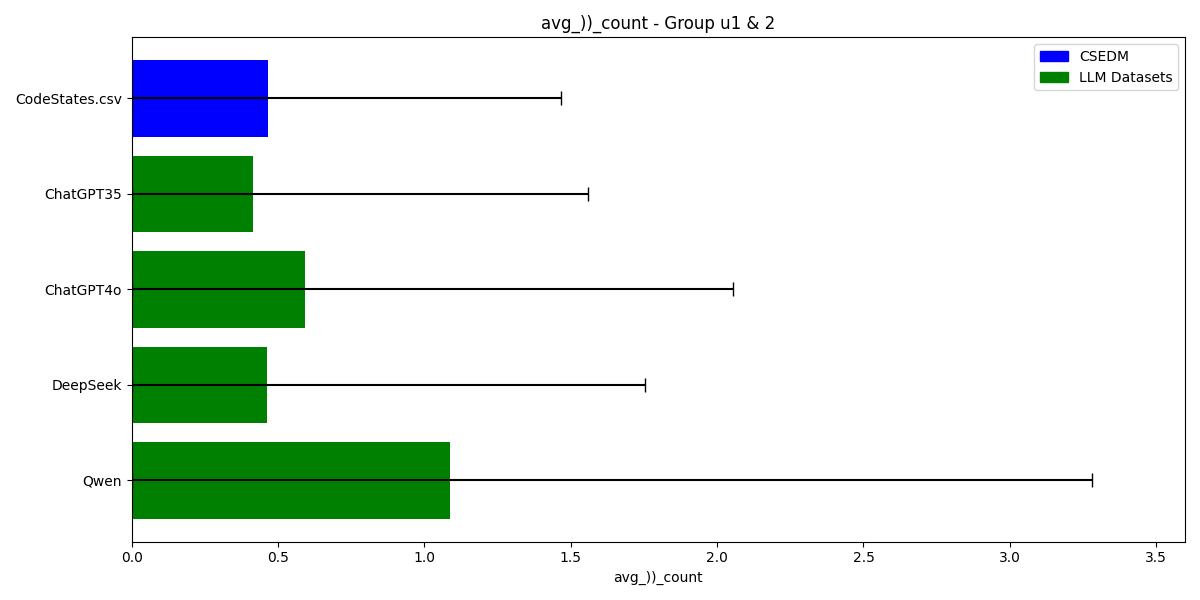 avg_))_count - Group u1 & 2
CSEDM
LLM Datasets
CodeStates.csv
ChatGPT35
ChatGPT4o
DeepSeek
Qwen
0.0 0.5 1.0 1.5 2.0 2.5 3.0 3.5
avg_))_count